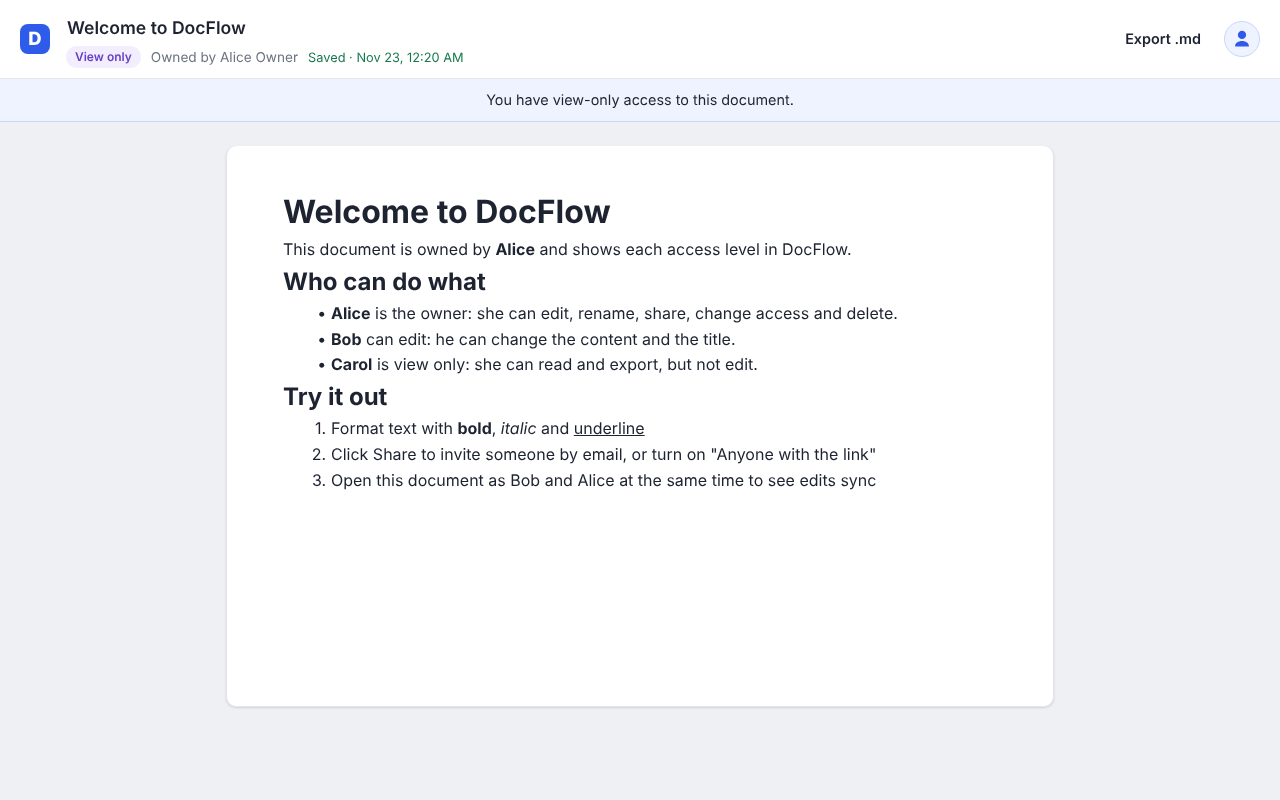 D
Welcome to DocFlow
View only Owned by Alice Owner Saved · Nov 23, 12:20 AM
Export .md
You have view-only access to this document.
Welcome to DocFlow
This document is owned by Alice and shows each access level in DocFlow.
Who can do what
• Alice is the owner: she can edit, rename, share, change access and delete.
• Bob can edit: he can change the content and the title.
• Carol is view only: she can read and export, but not edit.
Try it out
1. Format text with bold, italic and underline
2. Click Share to invite someone by email, or turn on "Anyone with the link"
3. Open this document as Bob and Alice at the same time to see edits sync